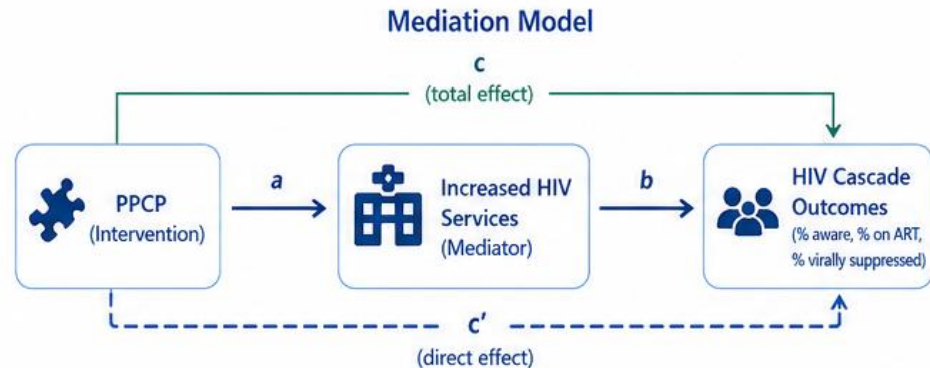 Mediation Model
c
(total effect)
PPCP
(Intervention)
a
Increased HIV
Services
(Mediator)
b
HIV Cascade
Outcomes
(% aware, % on ART,
% virally suppressed)
c'
(direct effect)